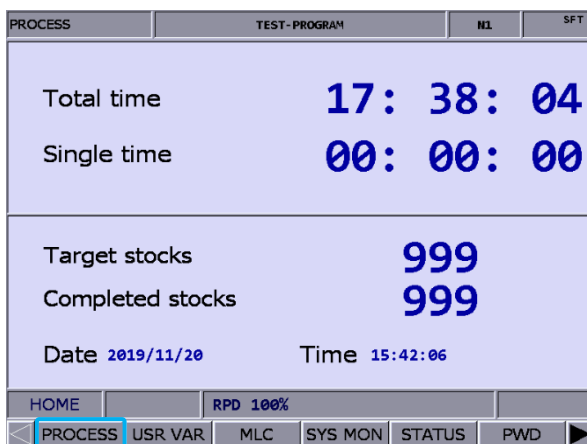 PROCESS TEST-PROGRAM N1 SFT
Total time 17: 38: 04
Single time 00: 00: 00
Target stocks 999
Completed stocks 999
Date 2019/11/20 Time 15:42:06
HOME RPD 100%
PROCESS USR VAR MLC SYS MON STATUS PWD